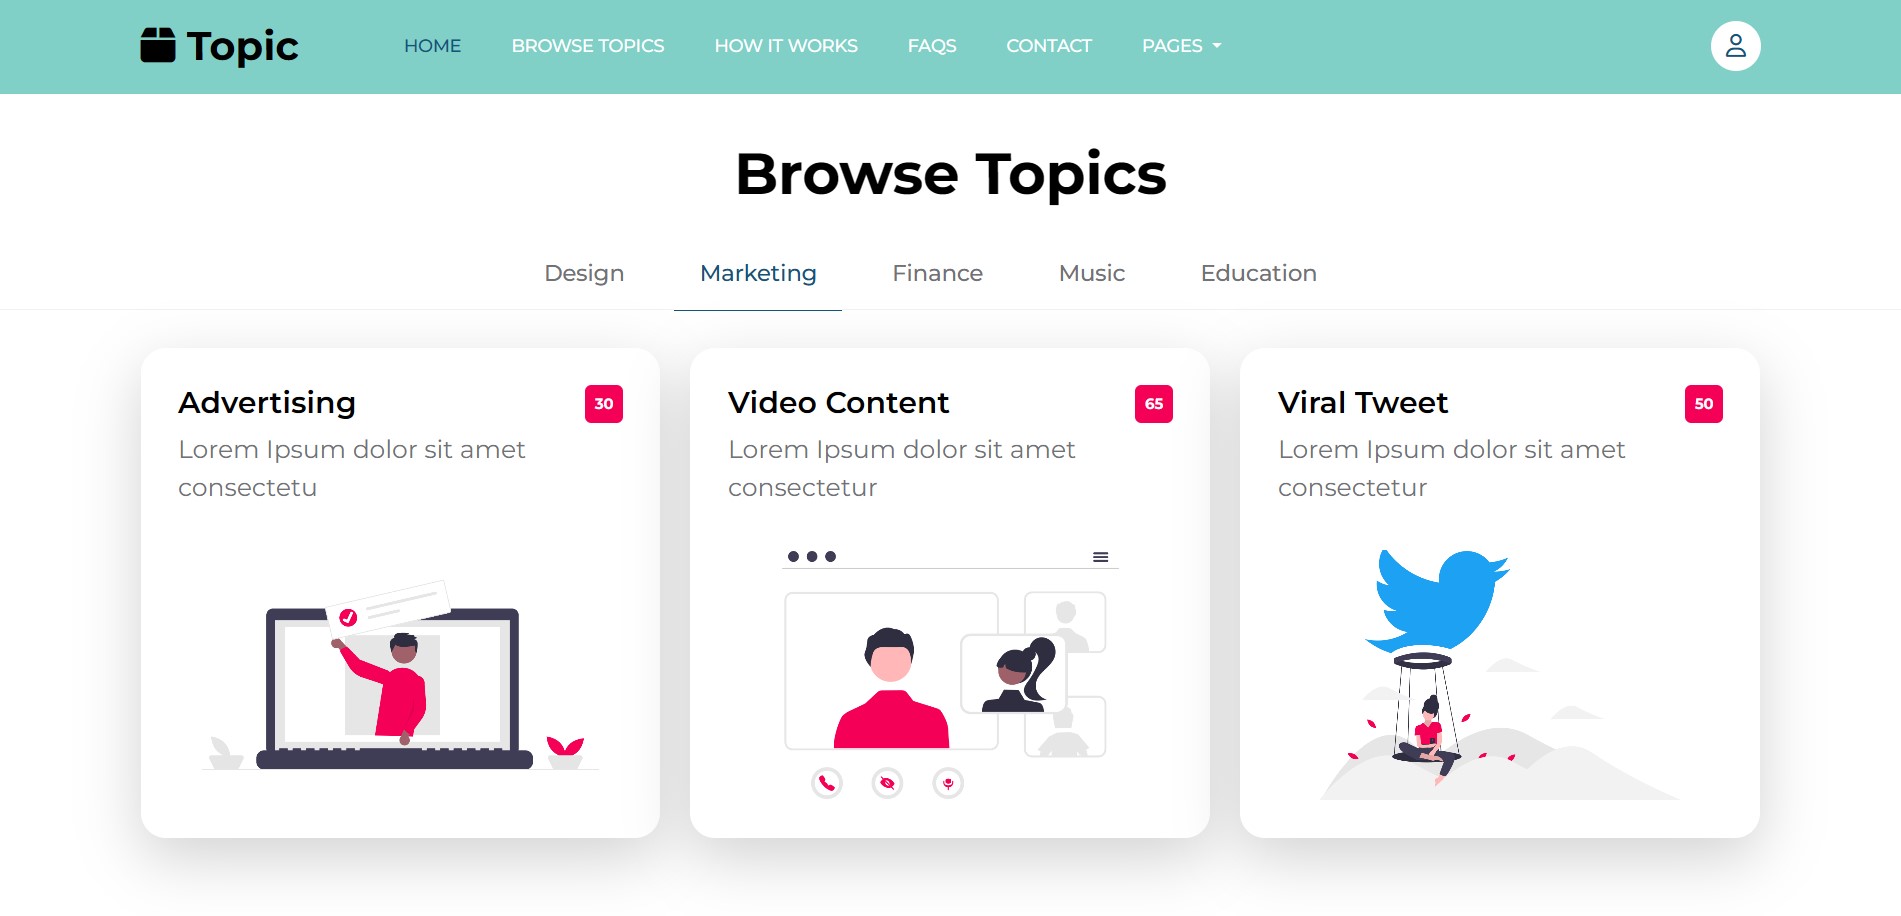 Topic
HOME
BROWSE TOPICS
HOW IT WORKS
FAQS
CONTACT
PAGES
Browse Topics
Design
Marketing
Finance
Music
Education
Advertising
30
Lorem Ipsum dolor sit amet
consectetu
Video Content
65
Lorem Ipsum dolor sit amet
consectetur
Viral Tweet
50
Lorem Ipsum dolor sit amet
consectetur